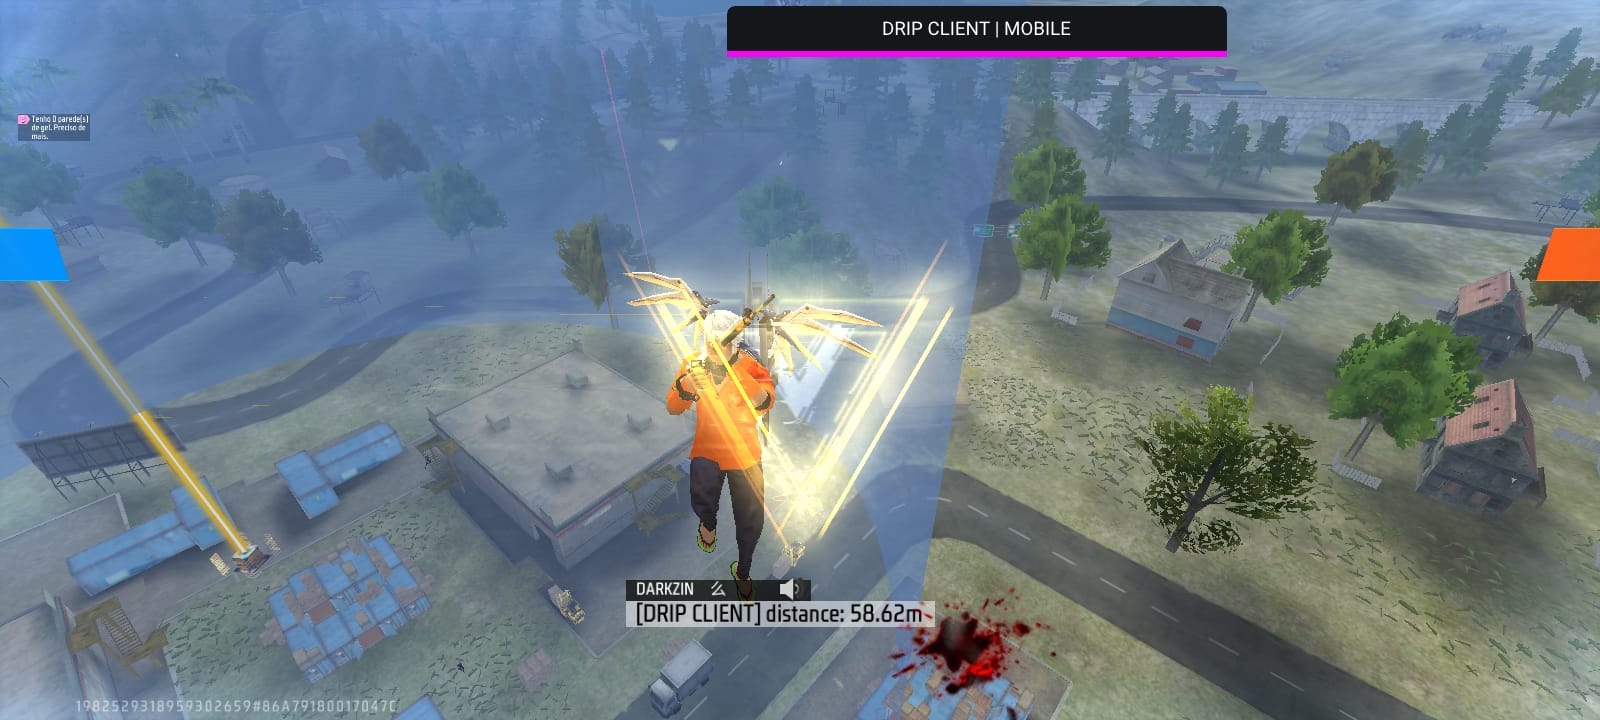 DRIP CLIENT | MOBILE
Tenho 0 parede(s)
de gel. Preciso de
mais.
DARKZIN
[DRIP CLIENT] distance: 58.62m
1982529318959302659#86A79180017047C